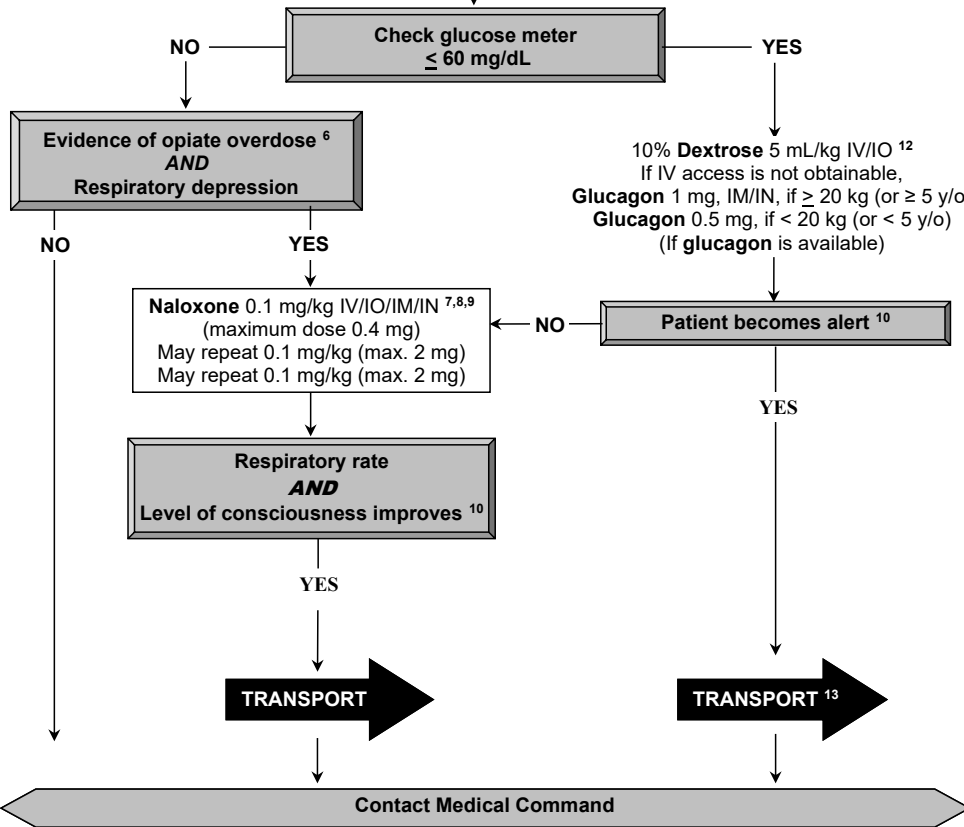 Check glucose meter
≤ 60 mg/dL
NO
YES
Evidence of opiate overdose 6
AND
Respiratory depression
10% Dextrose 5 mL/kg IV/IO 12
If IV access is not obtainable,
Glucagon 1 mg, IM/IN, if ≥ 20 kg (or ≥ 5 y/o
Glucagon 0.5 mg, if < 20 kg (or < 5 y/o)
(If glucagon is available)
NO
YES
Naloxone 0.1 mg/kg IV/IO/IM/IN 7,8,9
(maximum dose 0.4 mg)
May repeat 0.1 mg/kg (max. 2 mg)
May repeat 0.1 mg/kg (max. 2 mg)
NO
Patient becomes alert 10
YES
Respiratory rate
AND
Level of consciousness improves 10
YES
TRANSPORT
TRANSPORT 13
Contact Medical Command